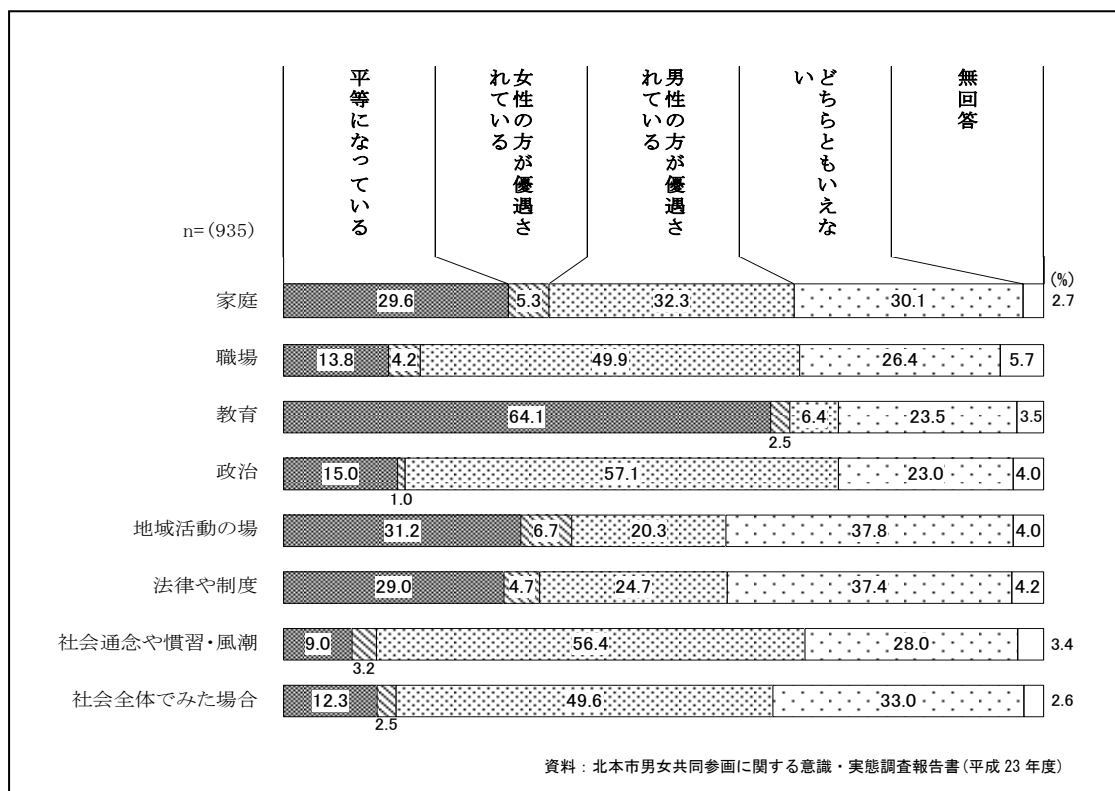 平等になっている
女性の方が優遇さ
れている
男性の方が優遇さ
れている
どちらともいえな
い
無回答
n=(935)
(%)
家庭 29.6 5.3 32.3 30.1 2.7
職場 13.8 4.2 49.9 26.4 5.7
教育 64.1 2.5 6.4 23.5 3.5
政治 15.0 1.0 57.1 23.0 4.0
地域活動の場 31.2 6.7 20.3 37.8 4.0
法律や制度 29.0 4.7 24.7 37.4 4.2
社会通念や慣習・風潮 9.0 3.2 56.4 28.0 3.4
社会全体でみた場合 12.3 2.5 49.6 33.0 2.6
資料：北本市男女共同参画に関する意識・実態調査報告書(平成 23 年度)